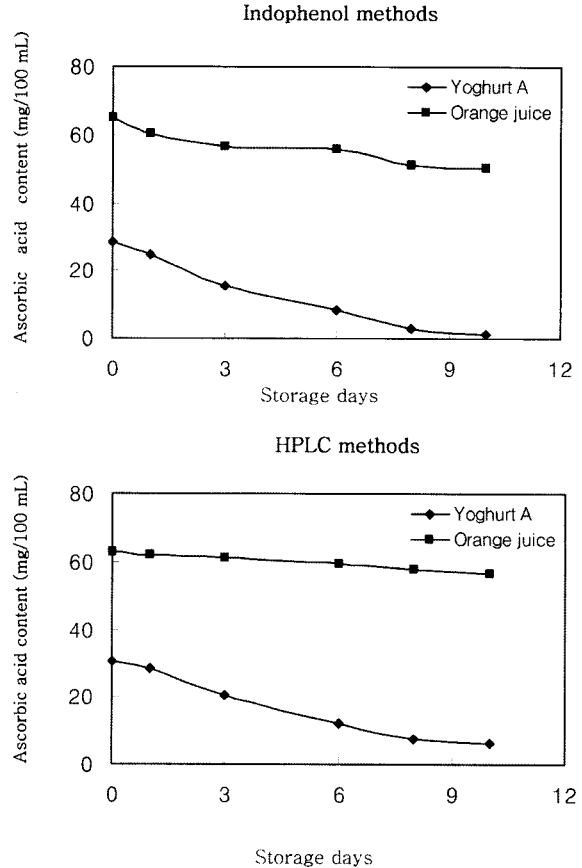 Indophenol methods
Ascorbic acid content (mg/100 mL)
80
60
40
20
0
Yoghurt A
Orange juice
0 3 6 9 12
Storage days
HPLC methods
Ascorbic acid content (mg/100 mL)
80
60
40
20
0
Yoghurt A
Orange juice
0 3 6 9 12
Storage days